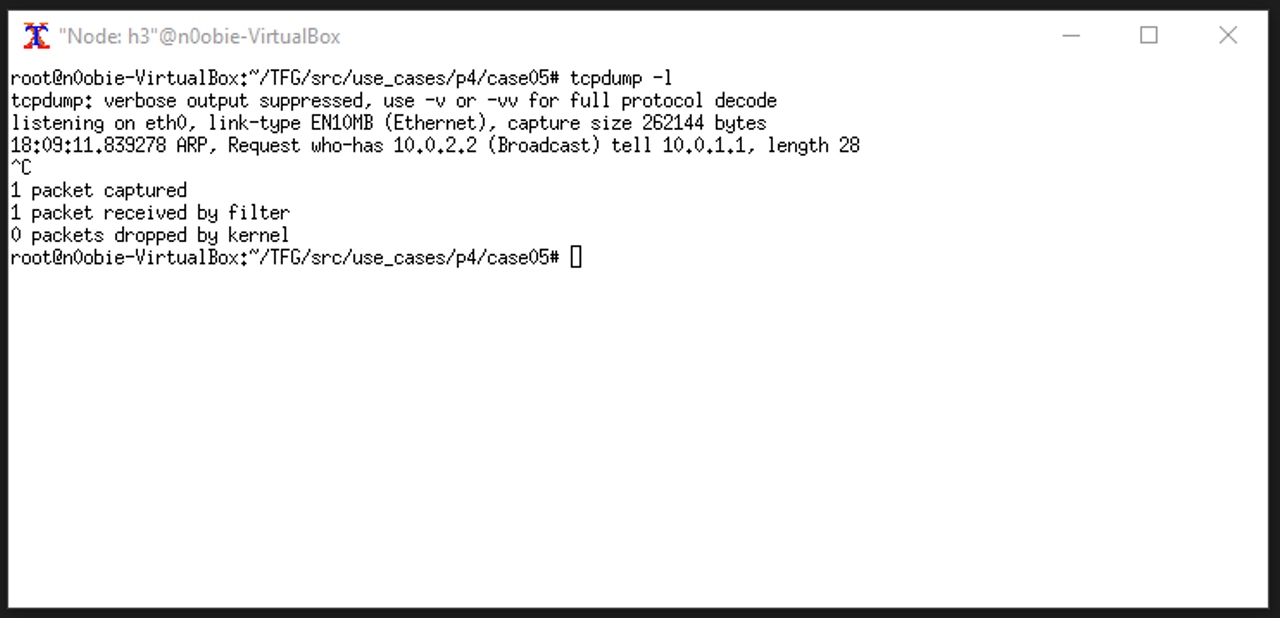 "Node: h3"@n0obie-VirtualBox
root@n0obie-VirtualBox:~/TFG/src/use_cases/p4/case05# tcpdump -l
tcpdump: verbose output suppressed, use -v or -vv for full protocol decode
listening on eth0, link-type EN10MB (Ethernet), capture size 262144 bytes
18:09:11.839278 ARP, Request who-has 10.0.2.2 (Broadcast) tell 10.0.1.1, length 28
^C
1 packet captured
1 packet received by filter
0 packets dropped by kernel
root@n0obie-VirtualBox:~/TFG/src/use_cases/p4/case05#